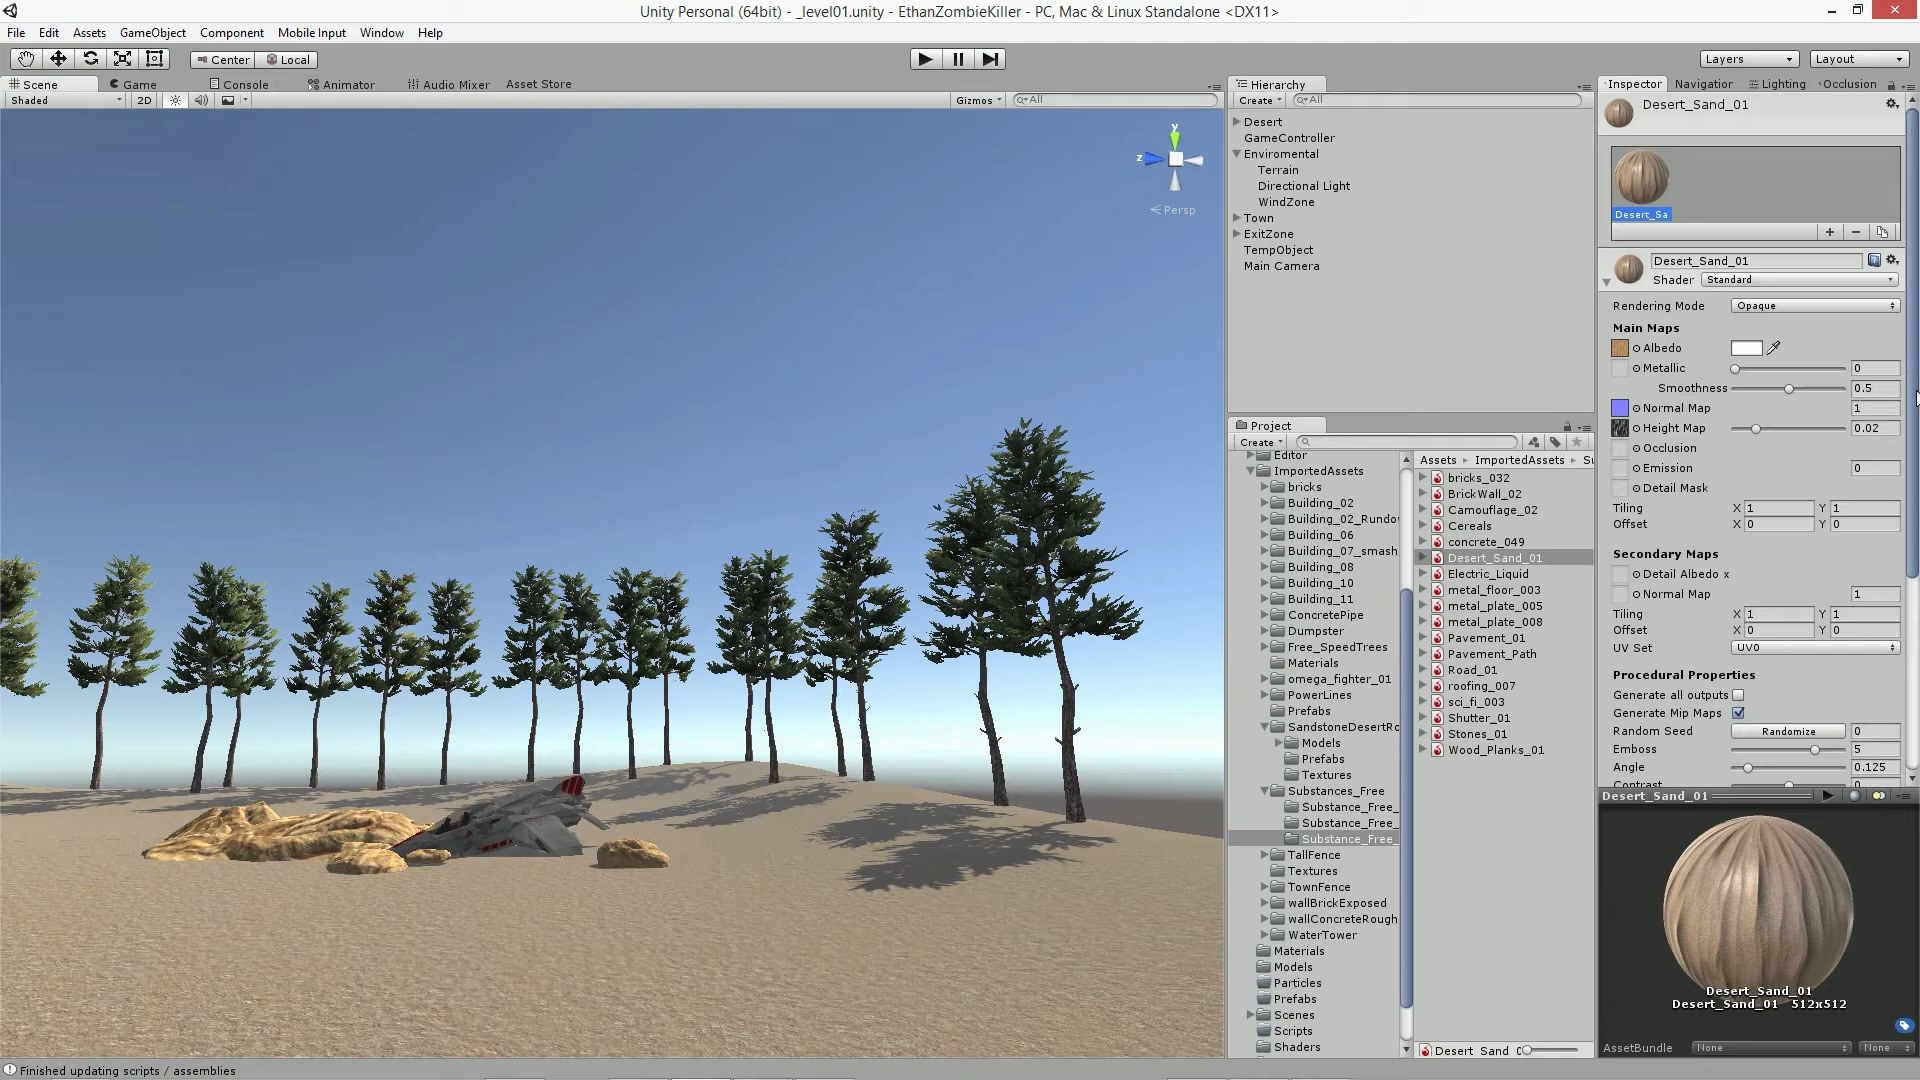 Unity Personal (64bit) - _level01.unity - EthanZombieKiller - PC, Mac & Linux Standalone <DX11>
File Edit Assets GameObject Component Mobile Input Window Help
Center Local Layers Layout
Scene Game Console Animator Audio Mixer Asset Store
Shaded 2D Gizmos All
y
z
Persp
Hierarchy
Create All
Desert
GameController
Enviromental
Terrain
Directional Light
WindZone
Town
ExitZone
TempObject
Main Camera
Project
Create
Editor
ImportedAssets
bricks
Building_02
Building_02_Rundo
Building_06
Building_07_smash
Building_08
Building_10
Building_11
ConcretePipe
Dumpster
Free_SpeedTrees
Materials
omega_fighter_01
PowerLines
Prefabs
SandstoneDesertRo
Models
Prefabs
Textures
Substances_Free
Substance_Free_
Substance_Free_
Substance_Free_
TallFence
Textures
TownFence
wallBrickExposed
wallConcreteRough
WaterTower
Materials
Models
Particles
Prefabs
Scenes
Scripts
Shaders
Assets ImportedAssets Su
bricks_032
BrickWall_02
Camouflage_02
Cereals
concrete_049
Desert_Sand_01
Electric_Liquid
metal_floor_003
metal_plate_005
metal_plate_008
Pavement_01
Pavement_Path
Road_01
roofing_007
sci_fi_003
Shutter_01
Stones_01
Wood_Planks_01
Desert_Sand_0
Inspector Navigation Lighting Occlusion
Desert_Sand_01
Desert_Sa
Desert_Sand_01
Shader Standard
Rendering Mode Opaque
Main Maps
Albedo
Metallic 0
Smoothness 0.5
Normal Map 1
Height Map 0.02
Occlusion
Emission 0
Detail Mask
Tiling X 1 Y 1
Offset X 0 Y 0
Secondary Maps
Detail Albedo x
Normal Map 1
Tiling X 1 Y 1
Offset X 0 Y 0
UV Set UV0
Procedural Properties
Generate all outputs
Generate Mip Maps
Random Seed Randomize 0
Emboss 5
Angle 0.125
Contrast 0
Desert_Sand_01
Desert_Sand_01
Desert_Sand_01 512x512
AssetBundle None None
Finished updating scripts / assemblies